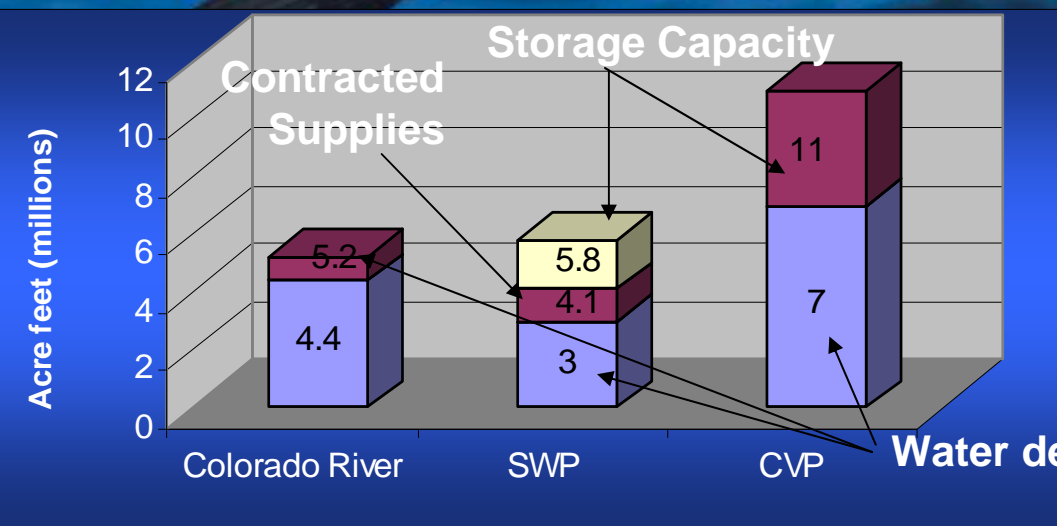 Storage Capacity
Contracted
Supplies
Acre feet (millions)
12
10
8
6
4
2
0
5.2
4.4
5.8
4.1
3
11
7
Colorado River
SWP
CVP
Water de